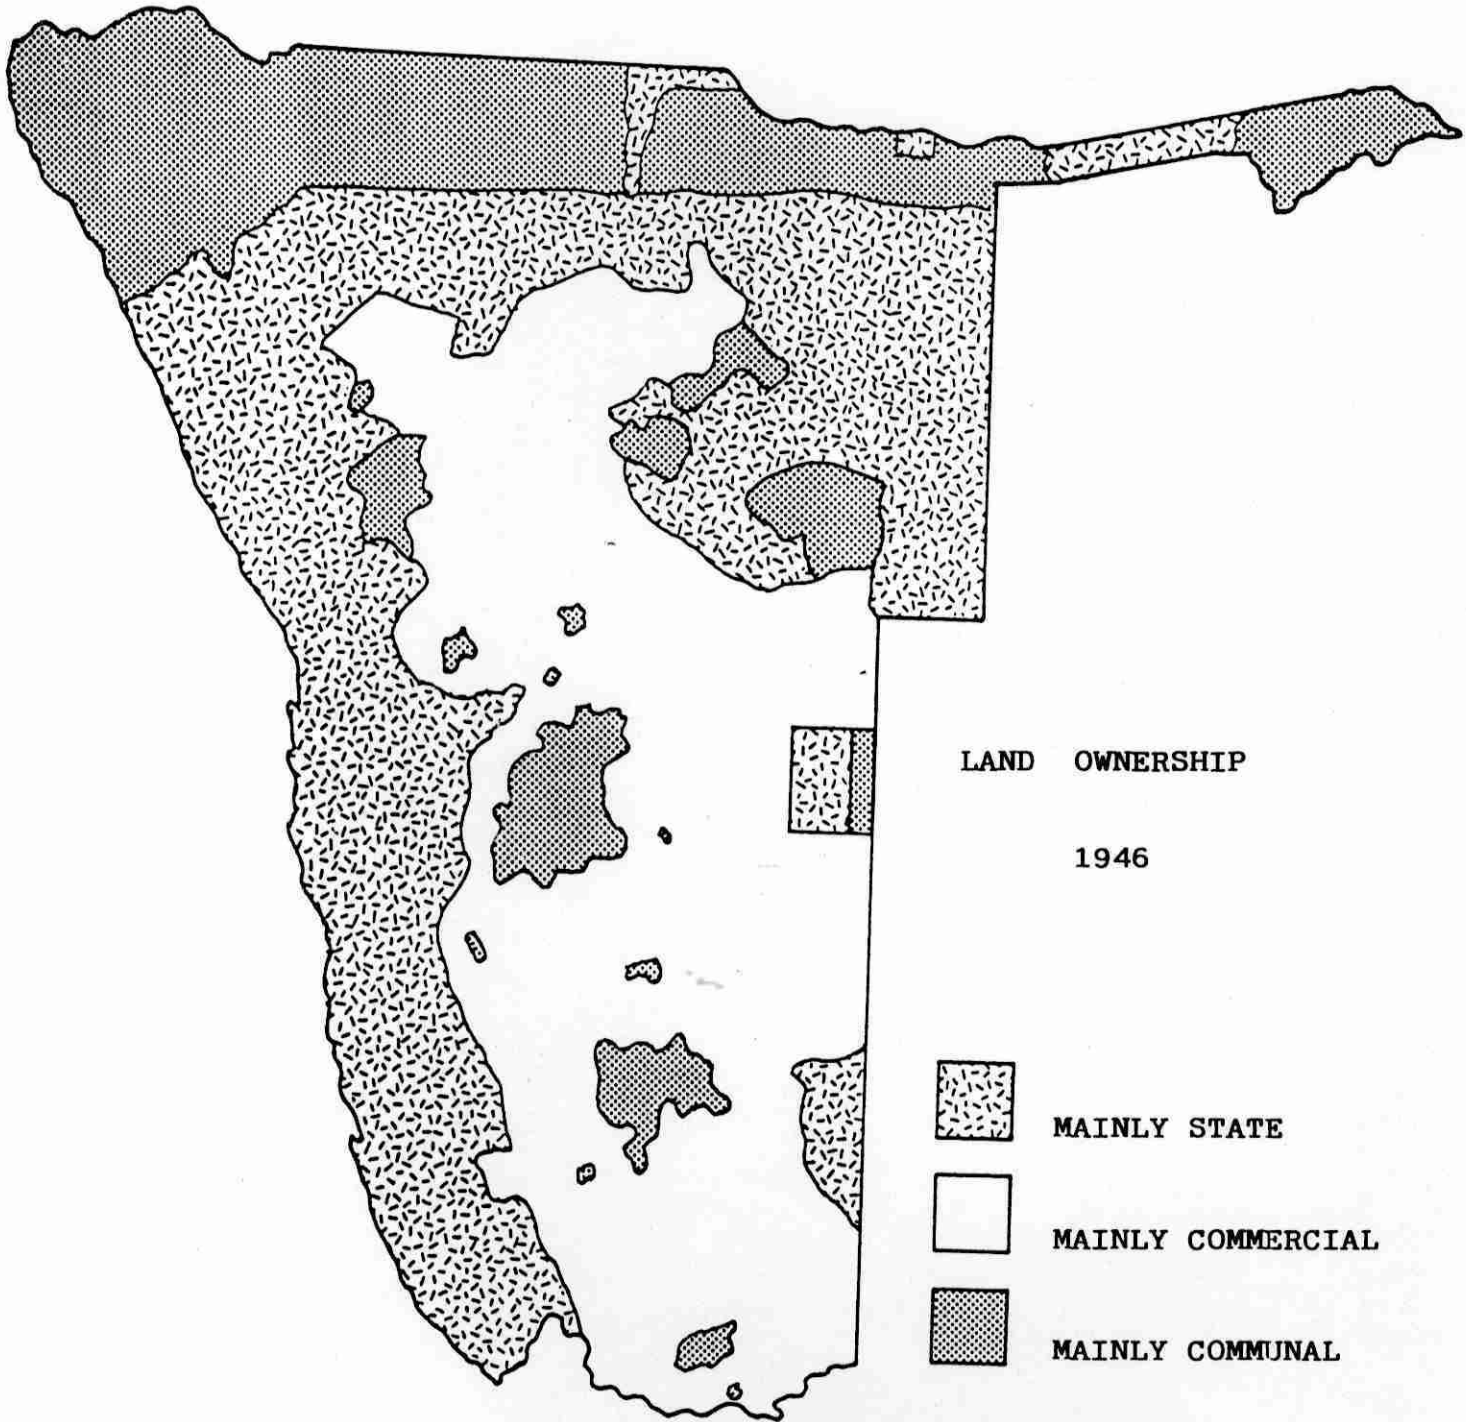 LAND OWNERSHIP
1946
MAINLY STATE
MAINLY COMMERCIAL
MAINLY COMMUNAL